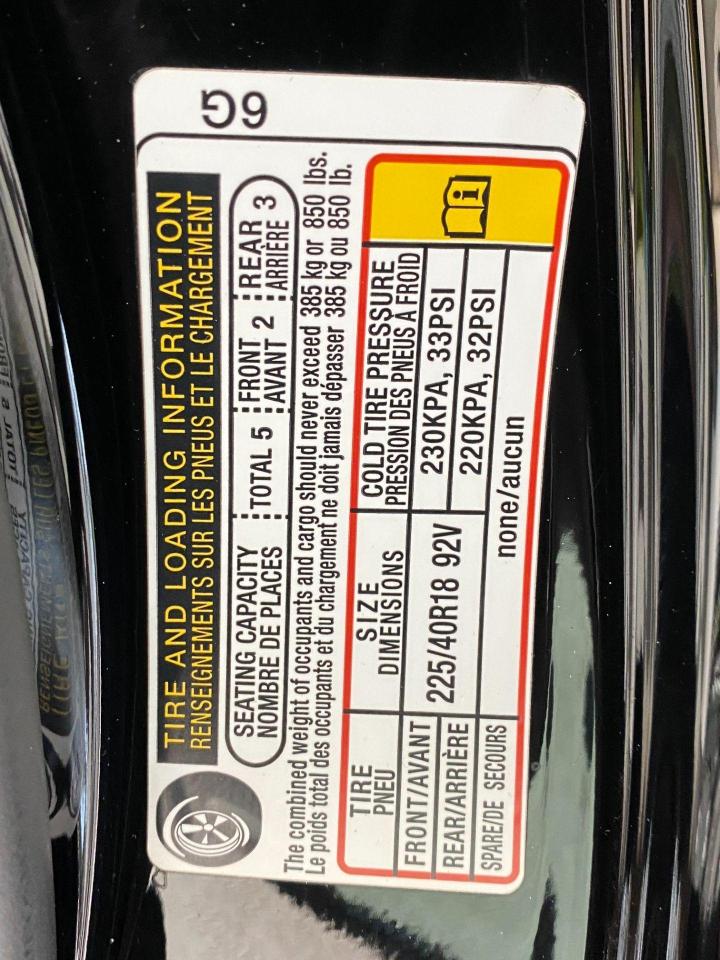 TIRE AND LOADING INFORMATION
RENSEIGNEMENTS SUR LES PNEUS ET LE CHARGEMENT
SEATING CAPACITY
NOMBRE DE PLACES
TOTAL 5
FRONT
AVANT 2
REAR
ARRIÈRE 3
The combined weight of occupants and cargo should never exceed 385 kg or 850 lbs.
Le poids total des occupants et du chargement ne doit jamais dépasser 385 kg ou 850 lb.
TIRE
PNEU
SIZE
DIMENSIONS
COLD TIRE PRESSURE
PRESSION DES PNEUS À FROID
FRONT/AVANT
225/40R18 92V
230KPA, 33PSI
REAR/ARRIÈRE
220KPA, 32PSI
SPARE/DE SECOURS
none/aucun
G9